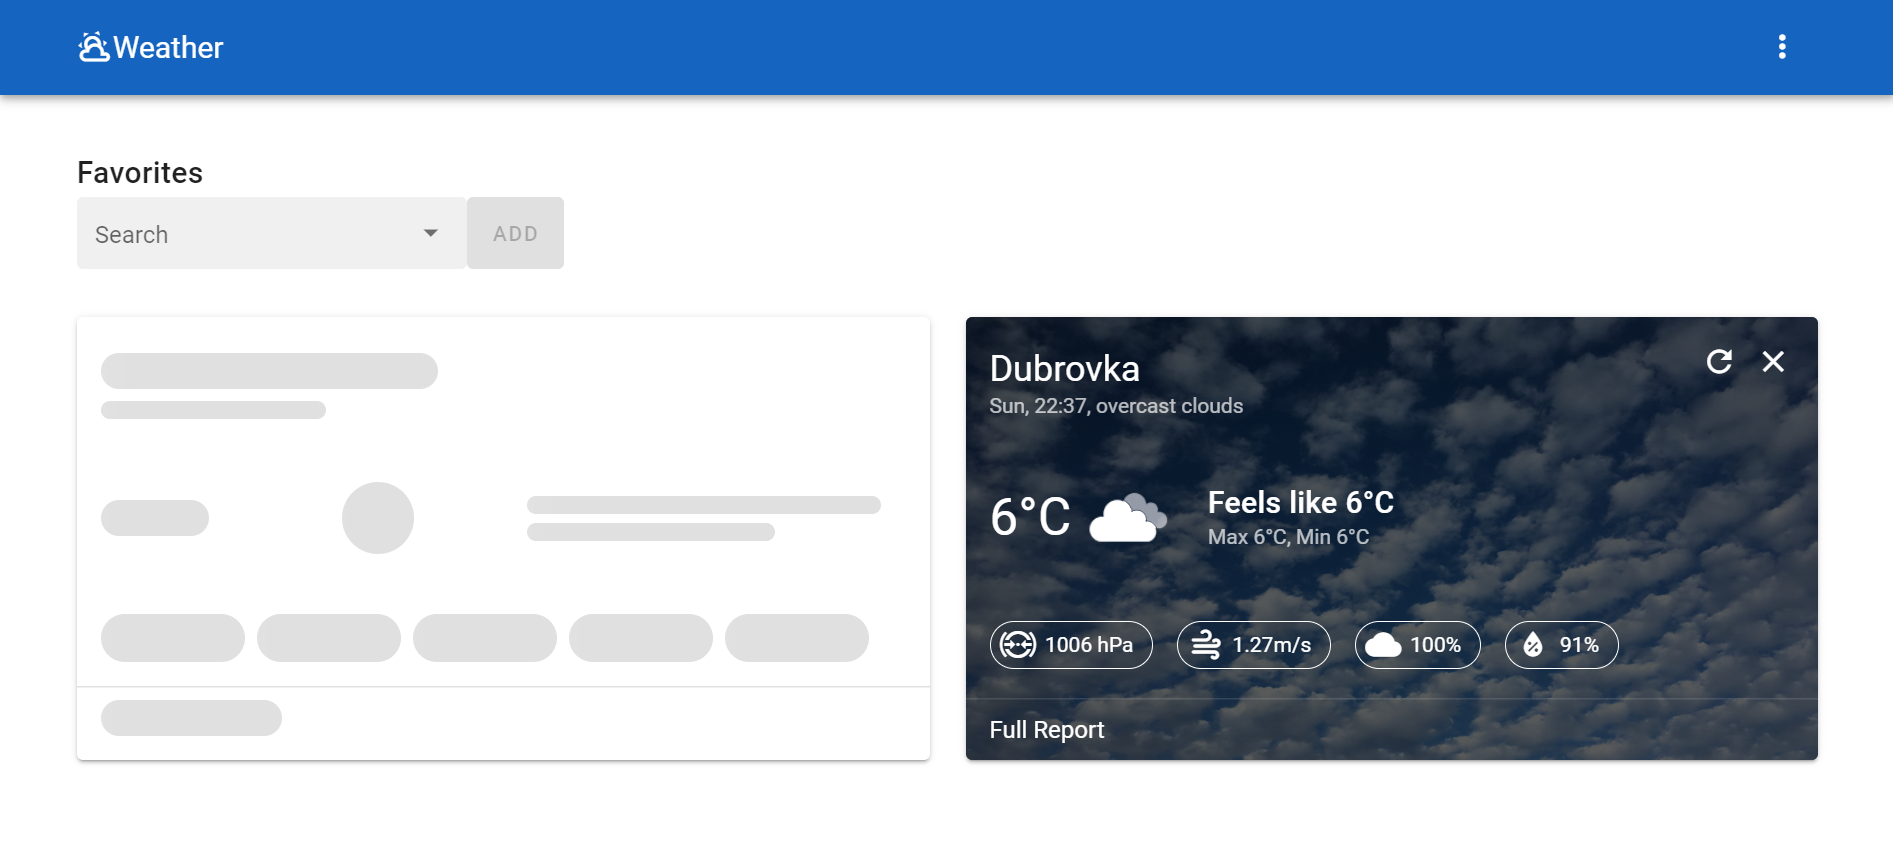 Weather
Favorites
Search
ADD
Dubrovka
Sun, 22:37, overcast clouds
6°C
Feels like 6°C
Max 6°C, Min 6°C
1006 hPa
1.27m/s
100%
91%
Full Report